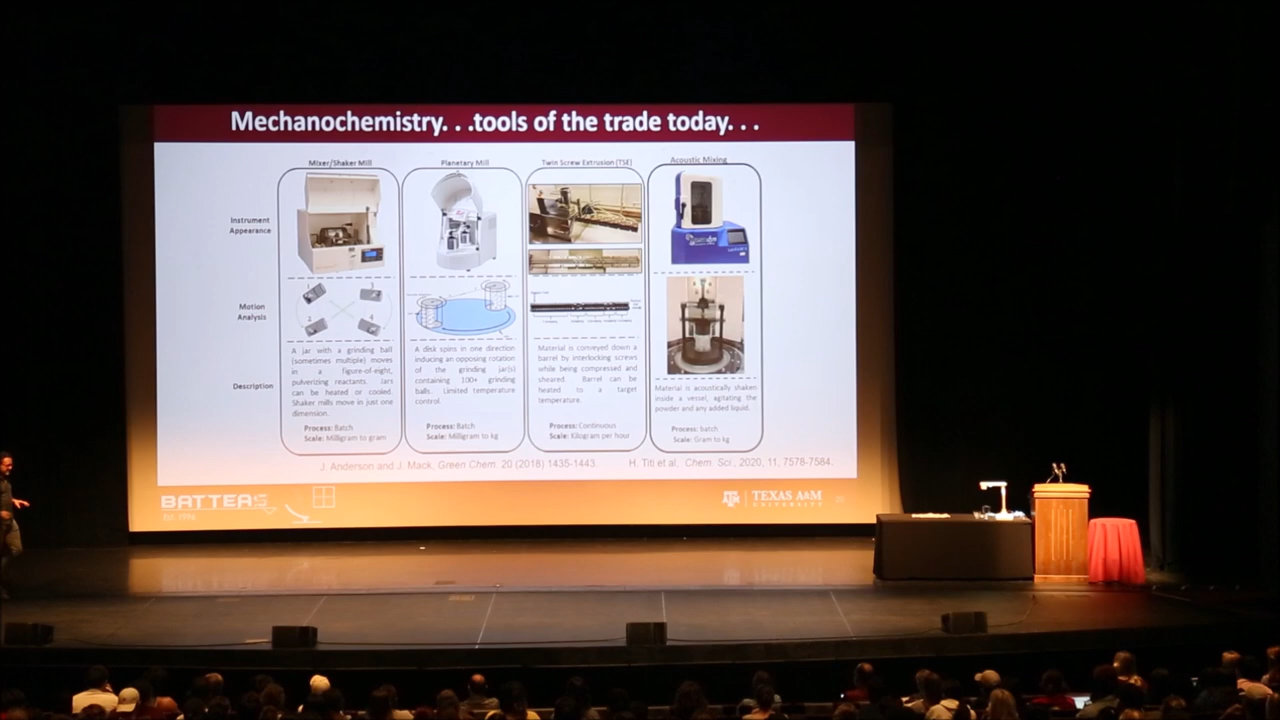 Mechanochemistry. . .tools of the trade today. . .
Mixer/Shaker Mill
Planetary Mill
Twin Screw Extrusion (TSE)
Acoustic Mixing
Instrument
Appearance
Motion
Analysis
Description
A jar with a grinding ball
(sometimes multiple) moves
in a figure-of-eight,
pulverizing reactants. Jars
can be heated or cooled.
Shaker mills move in just one
dimension.
Process: Batch
Scale: Milligram to gram
A disk spins in one direction
inducing an opposing rotation
of the grinding jar(s)
containing 100+ grinding
balls. Limited temperature
control.
Process: Batch
Scale: Milligram to kg
Material is conveyed down a
barrel by interlocking screws
while being compressed and
sheared. Barrel can be
heated to a target
temperature.
Process: Continuous
Scale: Kilogram per hour
Material is acoustically shaken
inside a vessel, agitating the
powder and any added liquid.
Process: batch
Scale: Gram to kg
J. Anderson and J. Mack, Green Chem. 20 (2018) 1435-1443.
H. Titi et al. Chem. Sci., 2020, 11, 7578-7584.
BATTEAS
Est. 1996
ATM
TEXAS A&M
UNIVERSITY